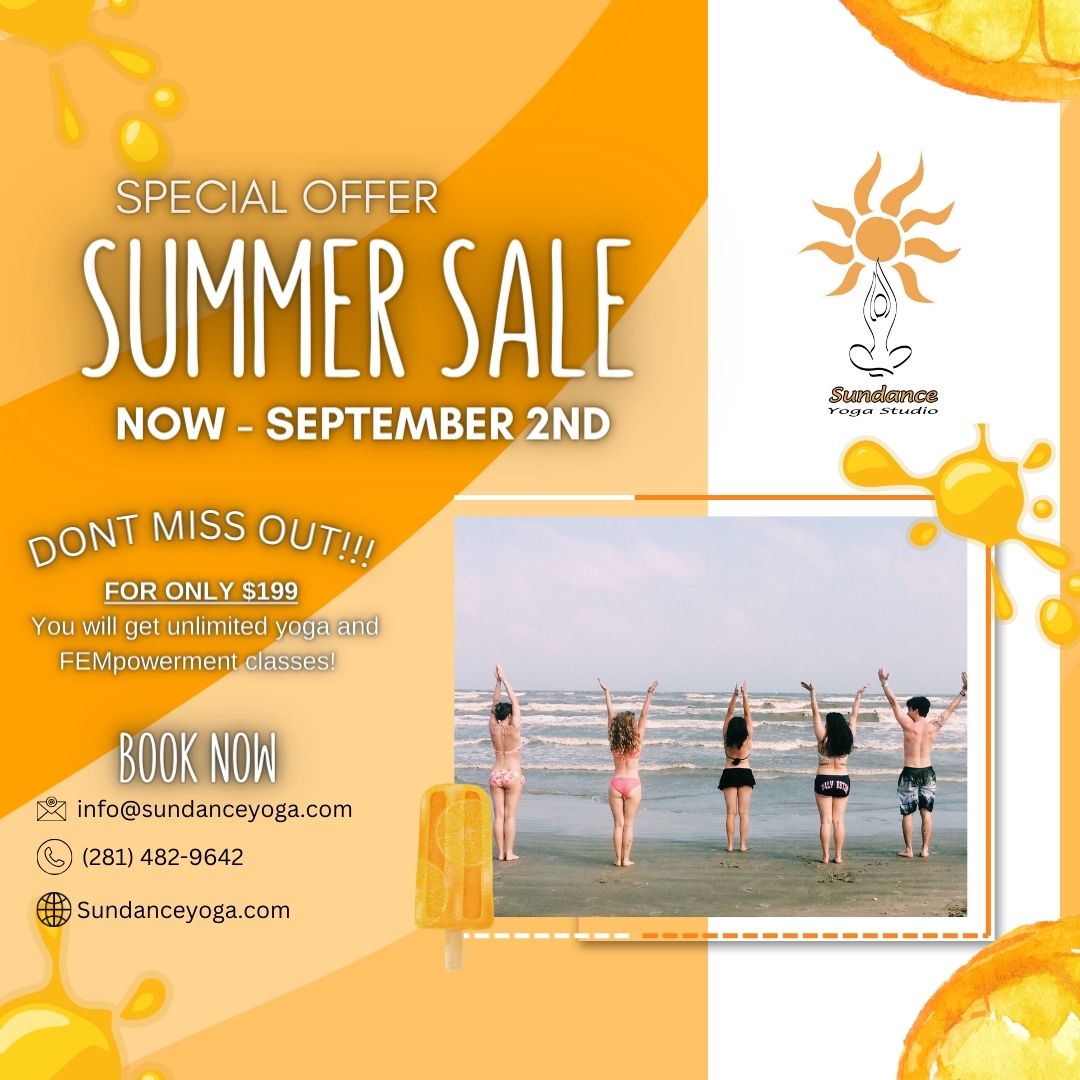 SPECIAL OFFER
SUMMER SALE
NOW - SEPTEMBER 2ND
Sundance
Yoga Studio
DONT MISS OUT!!!
FOR ONLY $199
You will get unlimited yoga and
FEMpowerment classes!
BOOK NOW
info@sundanceyoga.com
(281) 482-9642
Sundanceyoga.com